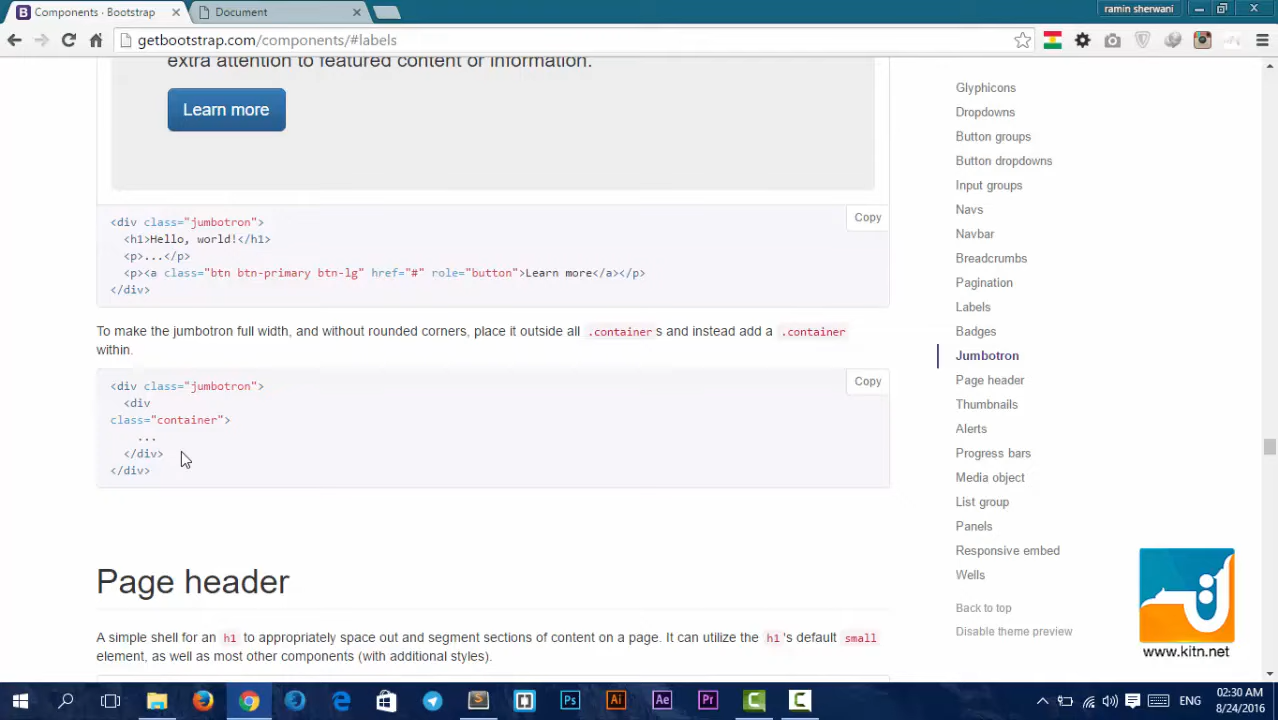 Components · Bootstrap
Document
ramin sherwani
getbootstrap.com/components/#labels
extra attention to featured content or information.
Learn more
Copy
<div class="jumbotron">
<h1>Hello, world!</h1>
<p>...</p>
<p><a class="btn btn-primary btn-lg" href="#" role="button">Learn more</a></p>
</div>
To make the jumbotron full width, and without rounded corners, place it outside all .containers and instead add a .container
within.
Copy
<div class="jumbotron">
<div
class="container">
...
</div>
</div>
Page header
A simple shell for an h1 to appropriately space out and segment sections of content on a page. It can utilize the h1's default small
element, as well as most other components (with additional styles).
Glyphicons
Dropdowns
Button groups
Button dropdowns
Input groups
Navs
Navbar
Breadcrumbs
Pagination
Labels
Badges
Jumbotron
Page header
Thumbnails
Alerts
Progress bars
Media object
List group
Panels
Responsive embed
Wells
Back to top
Disable theme preview
www.kitn.net
Ps
Ai
Ae
Pr
ENG
02:30 AM
8/24/2016